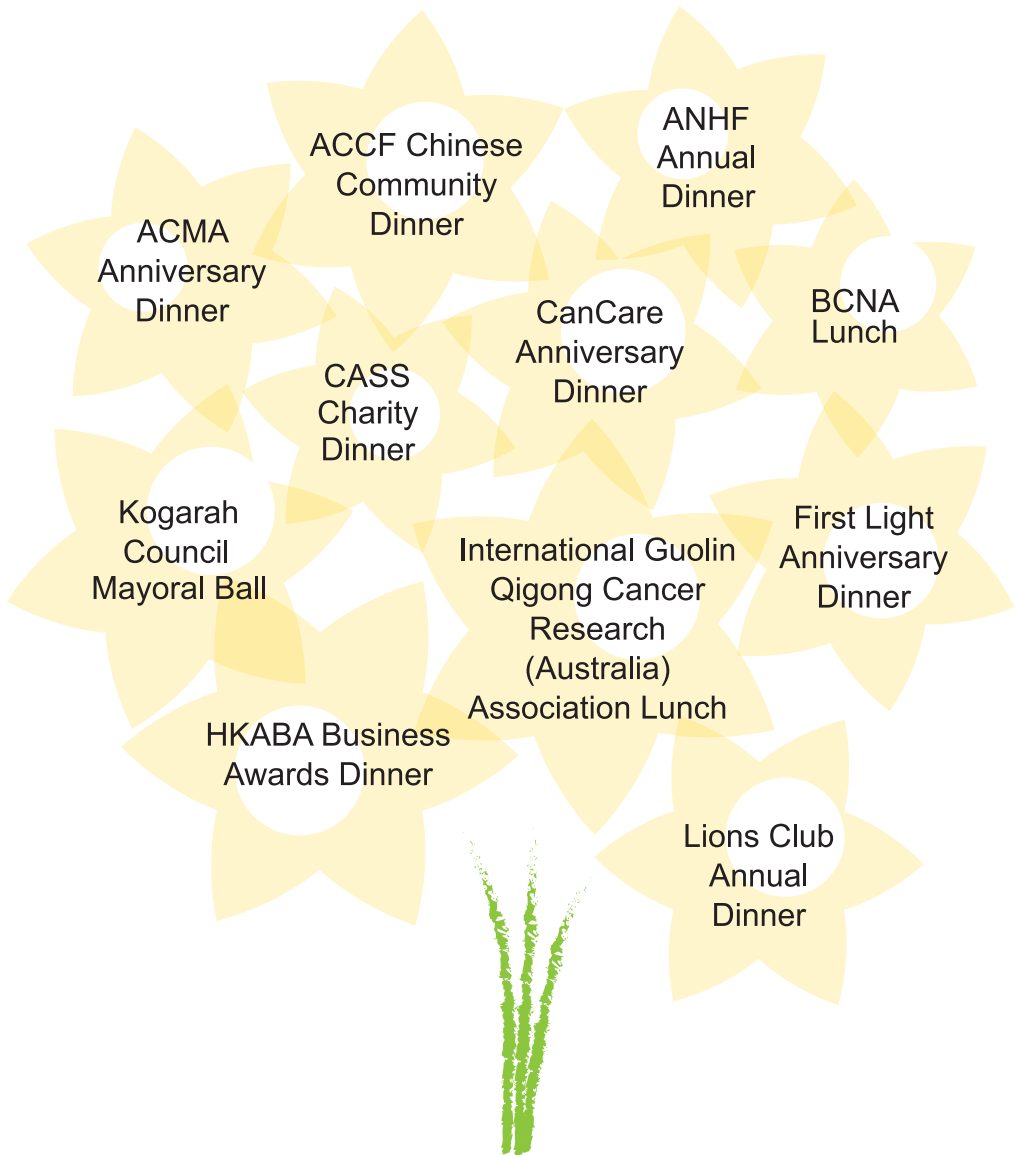 ACCF Chinese
Community
Dinner
ANHF
Annual
Dinner
ACMA
Anniversary
Dinner
CanCare
Anniversary
Dinner
BCNA
Lunch
CASS
Charity
Dinner
Kogarah
Council
Mayoral Ball
International Guolin
Qigong Cancer
Research
(Australia)
Association Lunch
First Light
Anniversary
Dinner
HKABA Business
Awards Dinner
Lions Club
Annual
Dinner